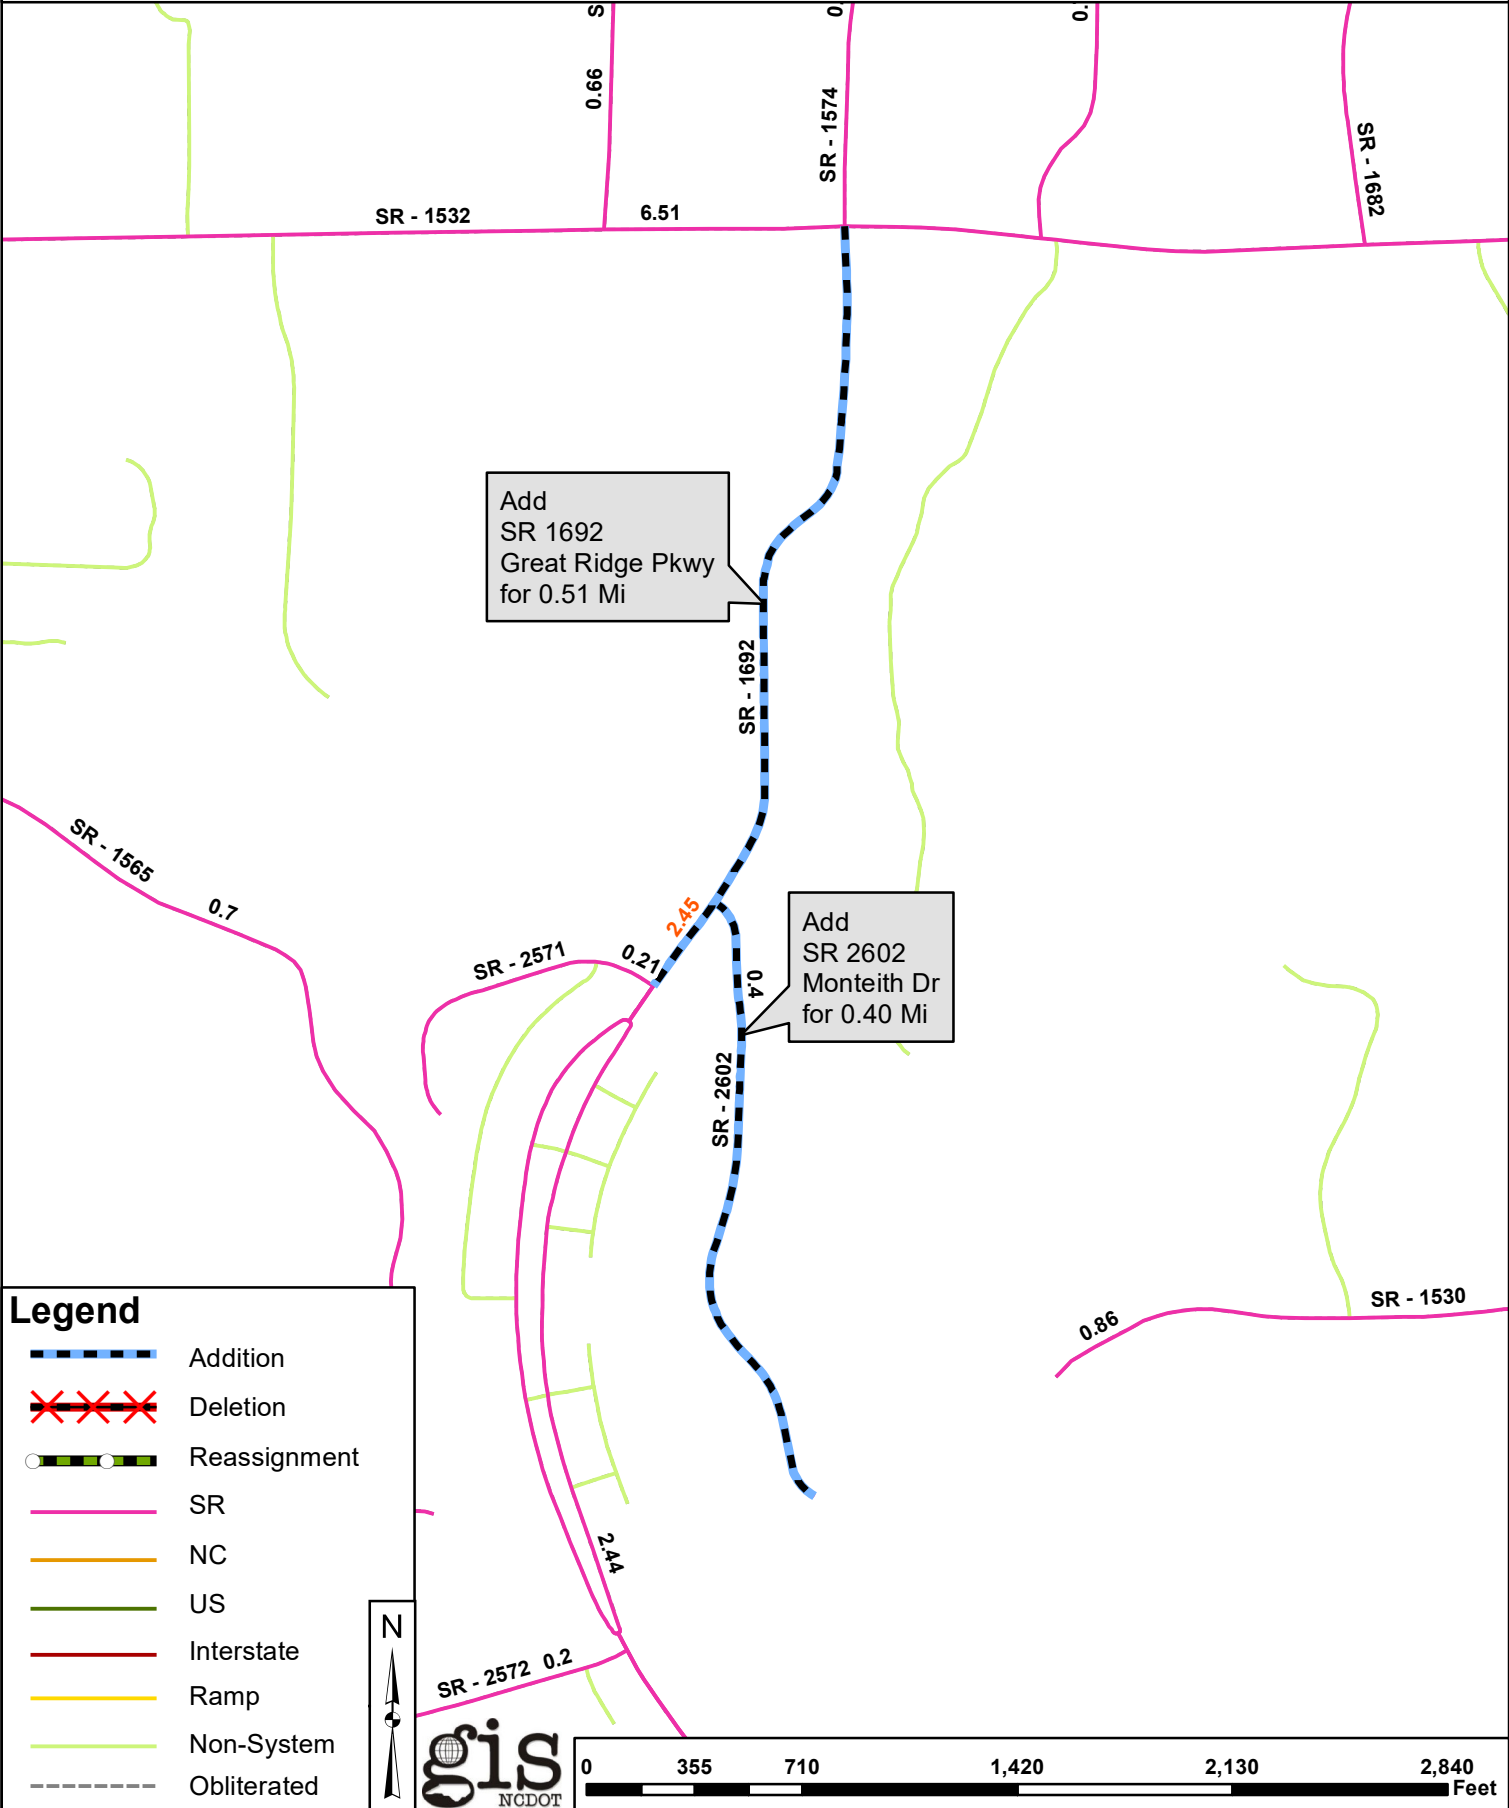 S
0.
0.
0.66
SR - 1574
SR - 1682
SR - 1532
6.51
Add
SR 1692
Great Ridge Pkwy
for 0.51 Mi
SR - 1692
SR - 1565
0.7
2.45
SR - 2571
0.21
0.4
Add
SR 2602
Monteith Dr
for 0.40 Mi
SR - 2602
SR - 1530
0.86
2.44
SR - 2572
0.2
Legend
Addition
Deletion
Reassignment
SR
NC
US
Interstate
Ramp
Non-System
Obliterated
N
gis
NCDOT
0
355
710
1,420
2,130
2,840
Feet